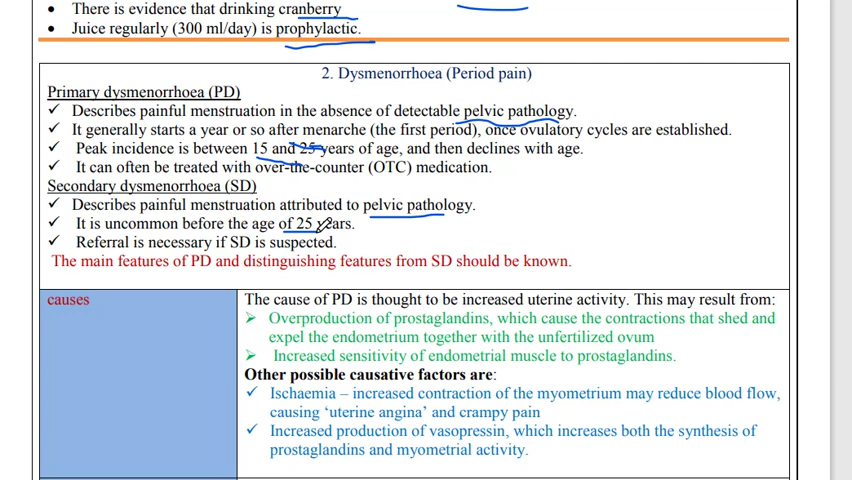 • There is evidence that drinking cranberry
• Juice regularly (300 ml/day) is prophylactic.
2. Dysmenorrhoea (Period pain)
Primary dysmenorrhoea (PD)
✓ Describes painful menstruation in the absence of detectable pelvic pathology.
✓ It generally starts a year or so after menarche (the first period), once ovulatory cycles are established.
✓ Peak incidence is between 15 and 25 years of age, and then declines with age.
✓ It can often be treated with over-the-counter (OTC) medication.
Secondary dysmenorrhoea (SD)
✓ Describes painful menstruation attributed to pelvic pathology.
✓ It is uncommon before the age of 25 years.
✓ Referral is necessary if SD is suspected.
The main features of PD and distinguishing features from SD should be known.
causes
The cause of PD is thought to be increased uterine activity. This may result from:
➢ Overproduction of prostaglandins, which cause the contractions that shed and
expel the endometrium together with the unfertilized ovum
➢ Increased sensitivity of endometrial muscle to prostaglandins.
Other possible causative factors are:
✓ Ischaemia – increased contraction of the myometrium may reduce blood flow,
causing ‘uterine angina’ and crampy pain
✓ Increased production of vasopressin, which increases both the synthesis of
prostaglandins and myometrial activity.